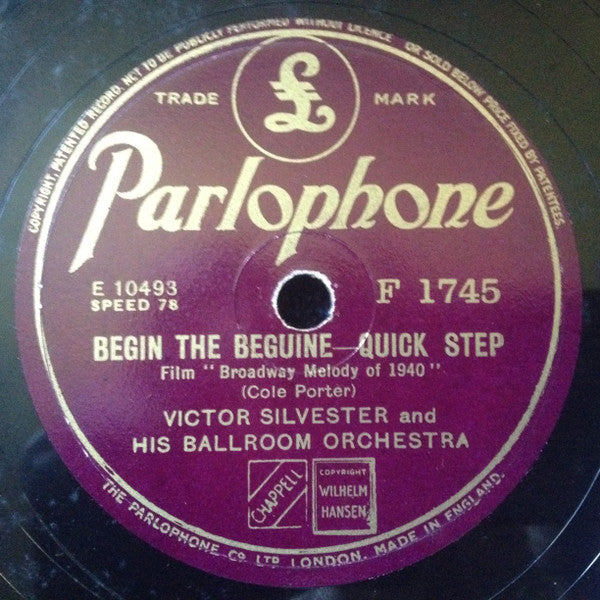 COPYRIGHT, PATENTED RECORD, NOT TO BE PUBLICLY PERFORMED WITHOUT LICENCE OR SOLD BELOW PRICE FIXED BY PATENTEES.
£
TRADE MARK
Parlophone
E 10493
SPEED 78
F 1745
BEGIN THE BEGUINE—QUICK STEP
Film "Broadway Melody of 1940"
(Cole Porter)
VICTOR SILVESTER and
HIS BALLROOM ORCHESTRA
CHAPPELL
COPYRIGHT
WILHELM
HANSEN
THE PARLOPHONE CO LTD LONDON. MADE IN ENGLAND.